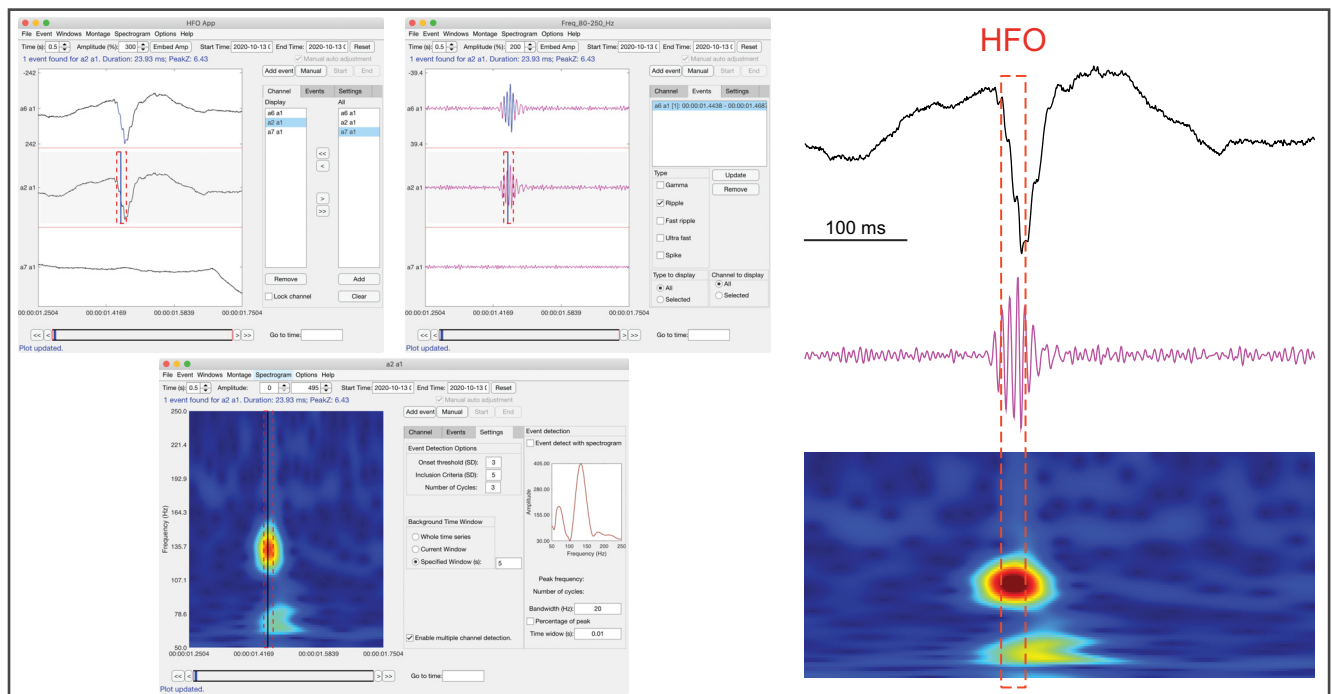 HFO App
File Event Windows Montage Spectrogram Options Help
Time (s): 0.5 Amplitude (%): 300 Embed Amp Start Time: 2020-10-13 ( End Time: 2020-10-13 ( Reset
1 event found for a2 a1. Duration: 23.93 ms; PeakZ: 6.43
Manual auto adjustment
Add event Manual Start End
Channel Events Settings
Display All
a6 a1 a6 a1
a2 a1 a2 a1
a7 a1 a7 a1
<<
<
>
>>
Remove Add
Lock channel Clear
-242
a6 a1
242
a2 a1
a7 a1
00:00:01.2504 00:00:01.4169 00:00:01.5839 00:00:01.7504
<< < > >> Go to time:
Plot updated.
Freq_80-250_Hz
File Event Windows Montage Spectrogram Options Help
Time (s): 0.5 Amplitude (%): 200 Embed Amp Start Time: 2020-10-13 ( End Time: 2020-10-13 ( Reset
1 event found for a2 a1. Duration: 23.93 ms; PeakZ: 6.43
Manual auto adjustment
Add event Manual Start End
Channel Events Settings
a6 a1 [1]: 00:00:01.4438 - 00:00:01.468
Type
Gamma
Ripple
Fast ripple
Ultra fast
Spike
Update
Remove
Type to display Channel to display
All All
Selected Selected
-39.4
a6 a1
39.4
a2 a1
a7 a1
00:00:01.2504 00:00:01.4169 00:00:01.5839 00:00:01.7504
<< < > >> Go to time:
Plot updated.
a2 a1
File Event Windows Montage Spectrogram Options Help
Time (s): 0.5 Amplitude: 0 495 Start Time: 2020-10-13 ( End Time: 2020-10-13 ( Reset
1 event found for a2 a1. Duration: 23.93 ms; PeakZ: 6.43
Manual auto adjustment
Add event Manual Start End
Channel Events Settings
Event Detection Options
Onset threshold (SD): 3
Inclusion Criteria (SD): 5
Number of Cycles: 3
Background Time Window
Whole time series
Current Window
Specified Window (s): 5
Enable multiple channel detection.
Event detection
Event detect with spectrogram
405.00
280.00
155.00
30.00
Amplitude
50 100 150 200 250
Frequency (Hz)
Peak frequency:
Number of cycles:
Bandwidth (Hz): 20
Percentage of peak
Time widow (s): 0.01
Frequency (Hz)
250.0
221.4
192.9
164.3
135.7
107.1
78.6
50.0
00:00:01.2504 00:00:01.4169 00:00:01.5839 00:00:01.7504
<< < > >> Go to time:
Plot updated.
HFO
100 ms